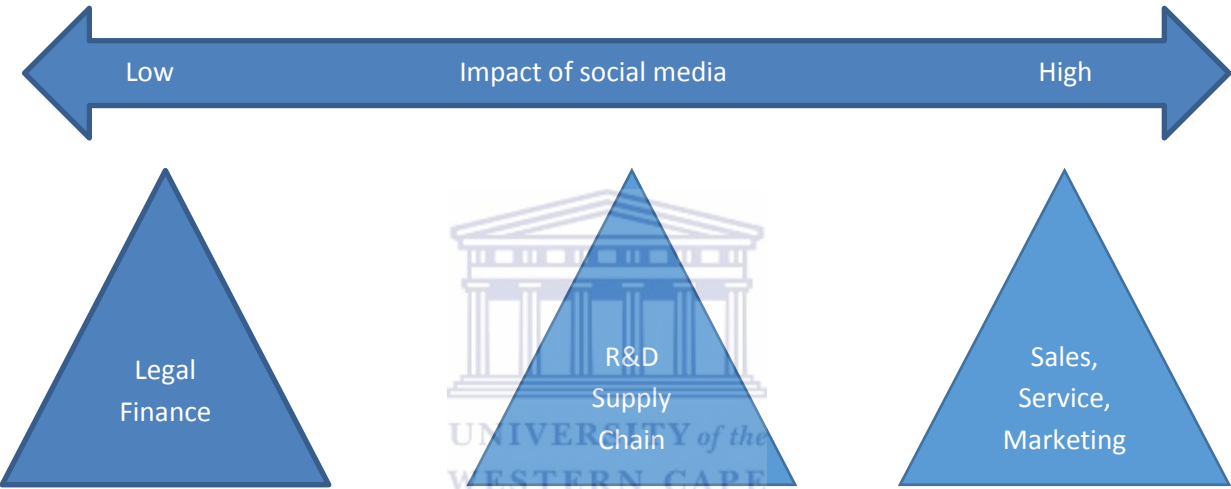 Low Impact of social media High
Legal
Finance
R&D
Supply
Chain
Sales,
Service,
Marketing
UNIVERSITY of the
WESTERN CAPE